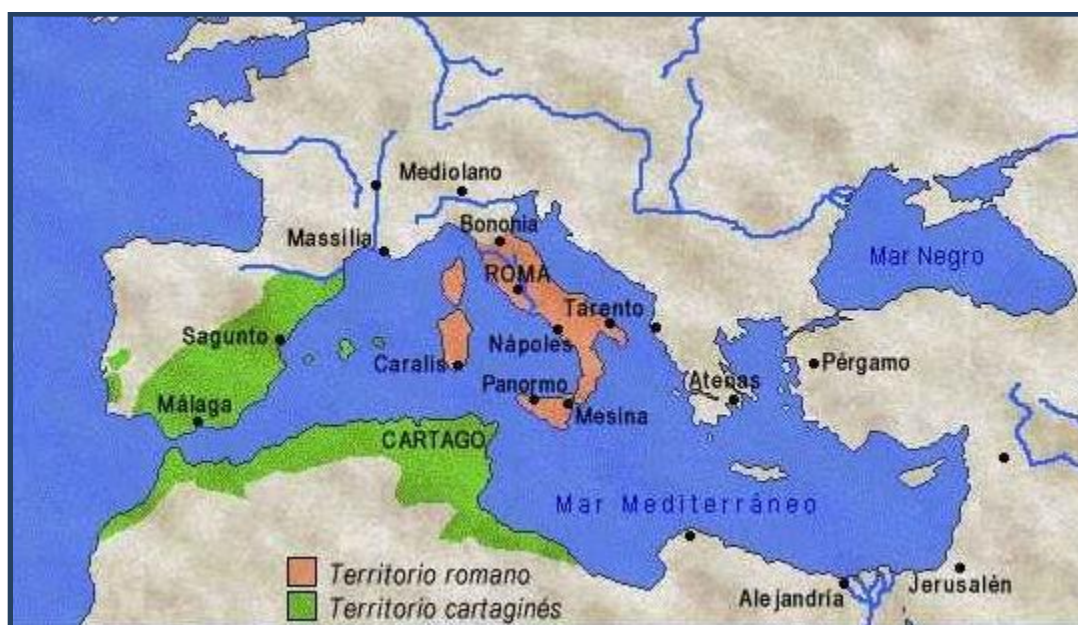 Mediolano
Massilia
Bononia
ROMA
Mar Negro
Sagunto
Tarento
Nápoles
Caralis
Pérgamo
Panormo
Atenas
Málaga
Mesina
CARTAGO
Mar Mediterráneo
Territorio romano
Territorio cartaginés
Alejandría
Jerusalén